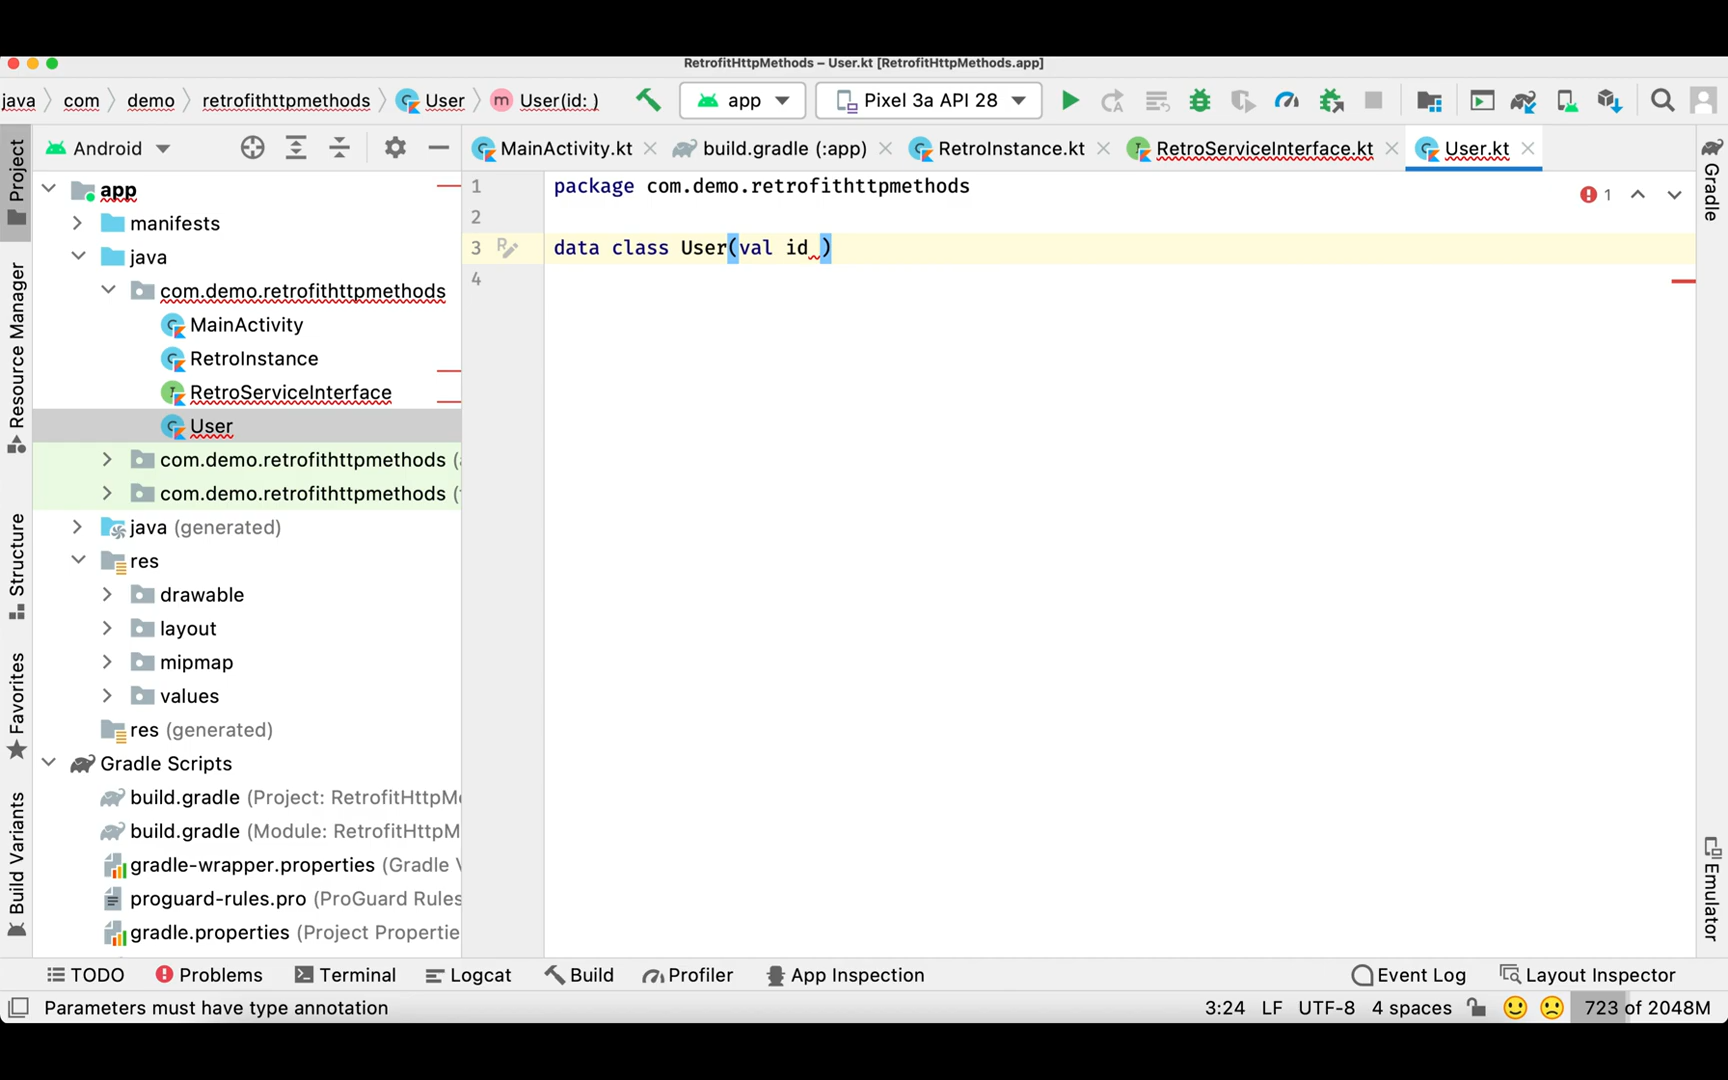 RetrofitHttpMethods – User.kt [RetrofitHttpMethods.app]
java com demo retrofithttpmethods User User(id: ) app Pixel 3a API 28
Android
MainActivity.kt build.gradle (:app) RetroInstance.kt RetroServiceInterface.kt User.kt
Project
Resource Manager
Structure
Favorites
Build Variants
app
manifests
java
com.demo.retrofithttpmethods
MainActivity
RetroInstance
RetroServiceInterface
User
com.demo.retrofithttpmethods (
com.demo.retrofithttpmethods (
java (generated)
res
drawable
layout
mipmap
values
res (generated)
Gradle Scripts
build.gradle (Project: RetrofitHttpM
build.gradle (Module: RetrofitHttpM
gradle-wrapper.properties (Gradle
proguard-rules.pro (ProGuard Rules
gradle.properties (Project Propertie
1 package com.demo.retrofithttpmethods
2
3 data class User(val id )
4
1
Gradle
Emulator
TODO Problems Terminal Logcat Build Profiler App Inspection Event Log Layout Inspector
Parameters must have type annotation 3:24 LF UTF-8 4 spaces 723 of 2048M